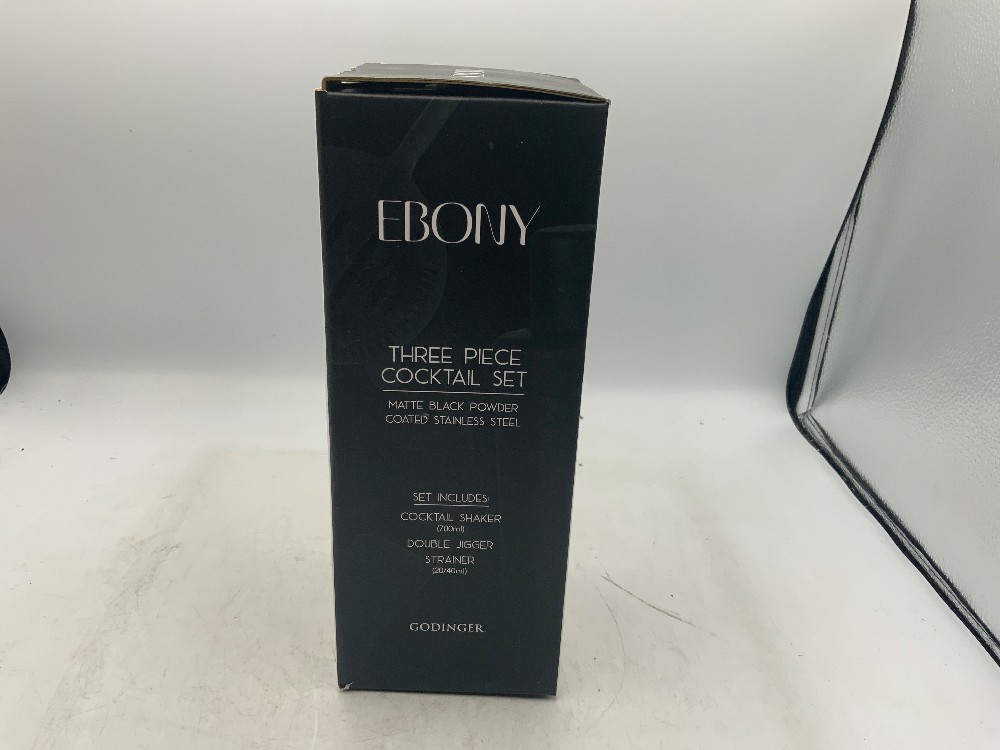 EBONY
THREE PIECE
COCKTAIL SET
MATTE BLACK POWDER
COATED STAINLESS STEEL
SET INCLUDES:
COCKTAIL SHAKER
(700ml)
DOUBLE JIGGER
STRAINER
(20/40ml)
GODINGER